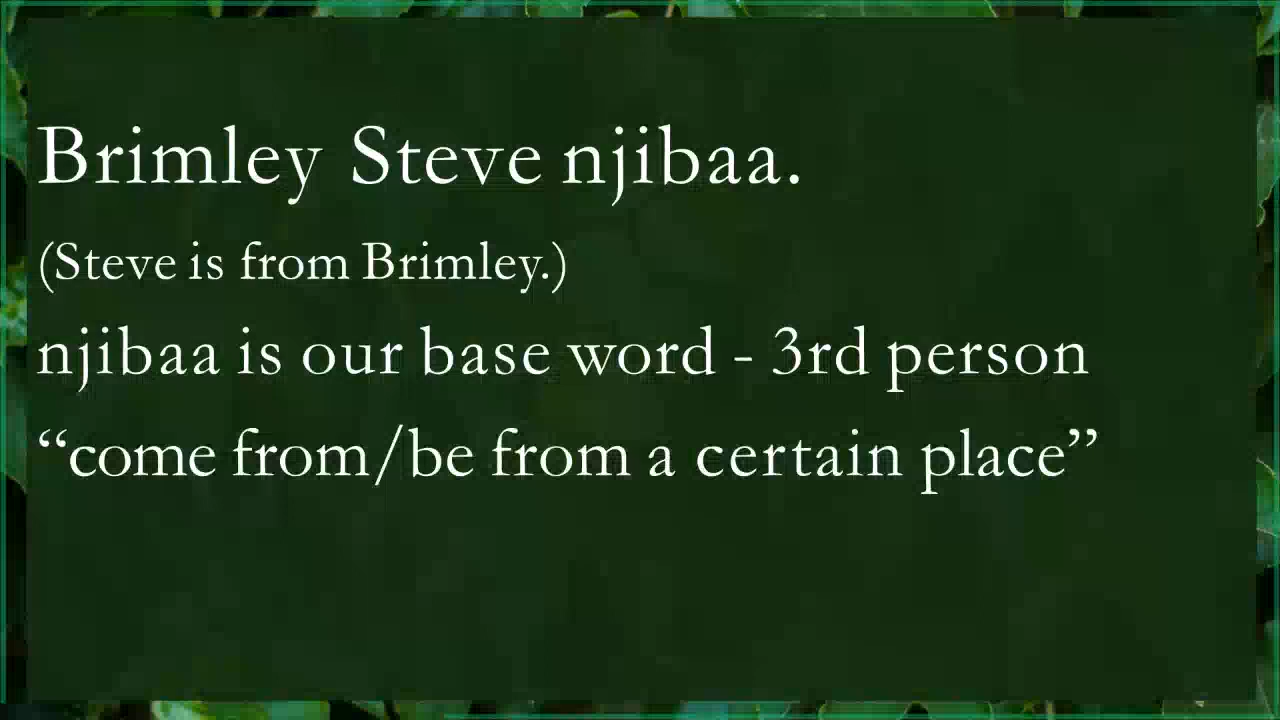 Brimley Steve njibaa.
(Steve is from Brimley.)
njibaa is our base word - 3rd person
“come from/be from a certain place”